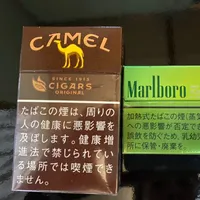 CAMEL
SINCE 1913
CIGARS
ORIGINAL
たばこの煙は、周りの
人の健康に悪影響を
及ぼします。健康増
進法で禁じられてい
る場所では喫煙でき
ません。
Marlboro
加熱式たばこの煙(蒸
への悪影響が否定でき
誤飲を防ぐため、乳幼
所に保管・廃棄を。